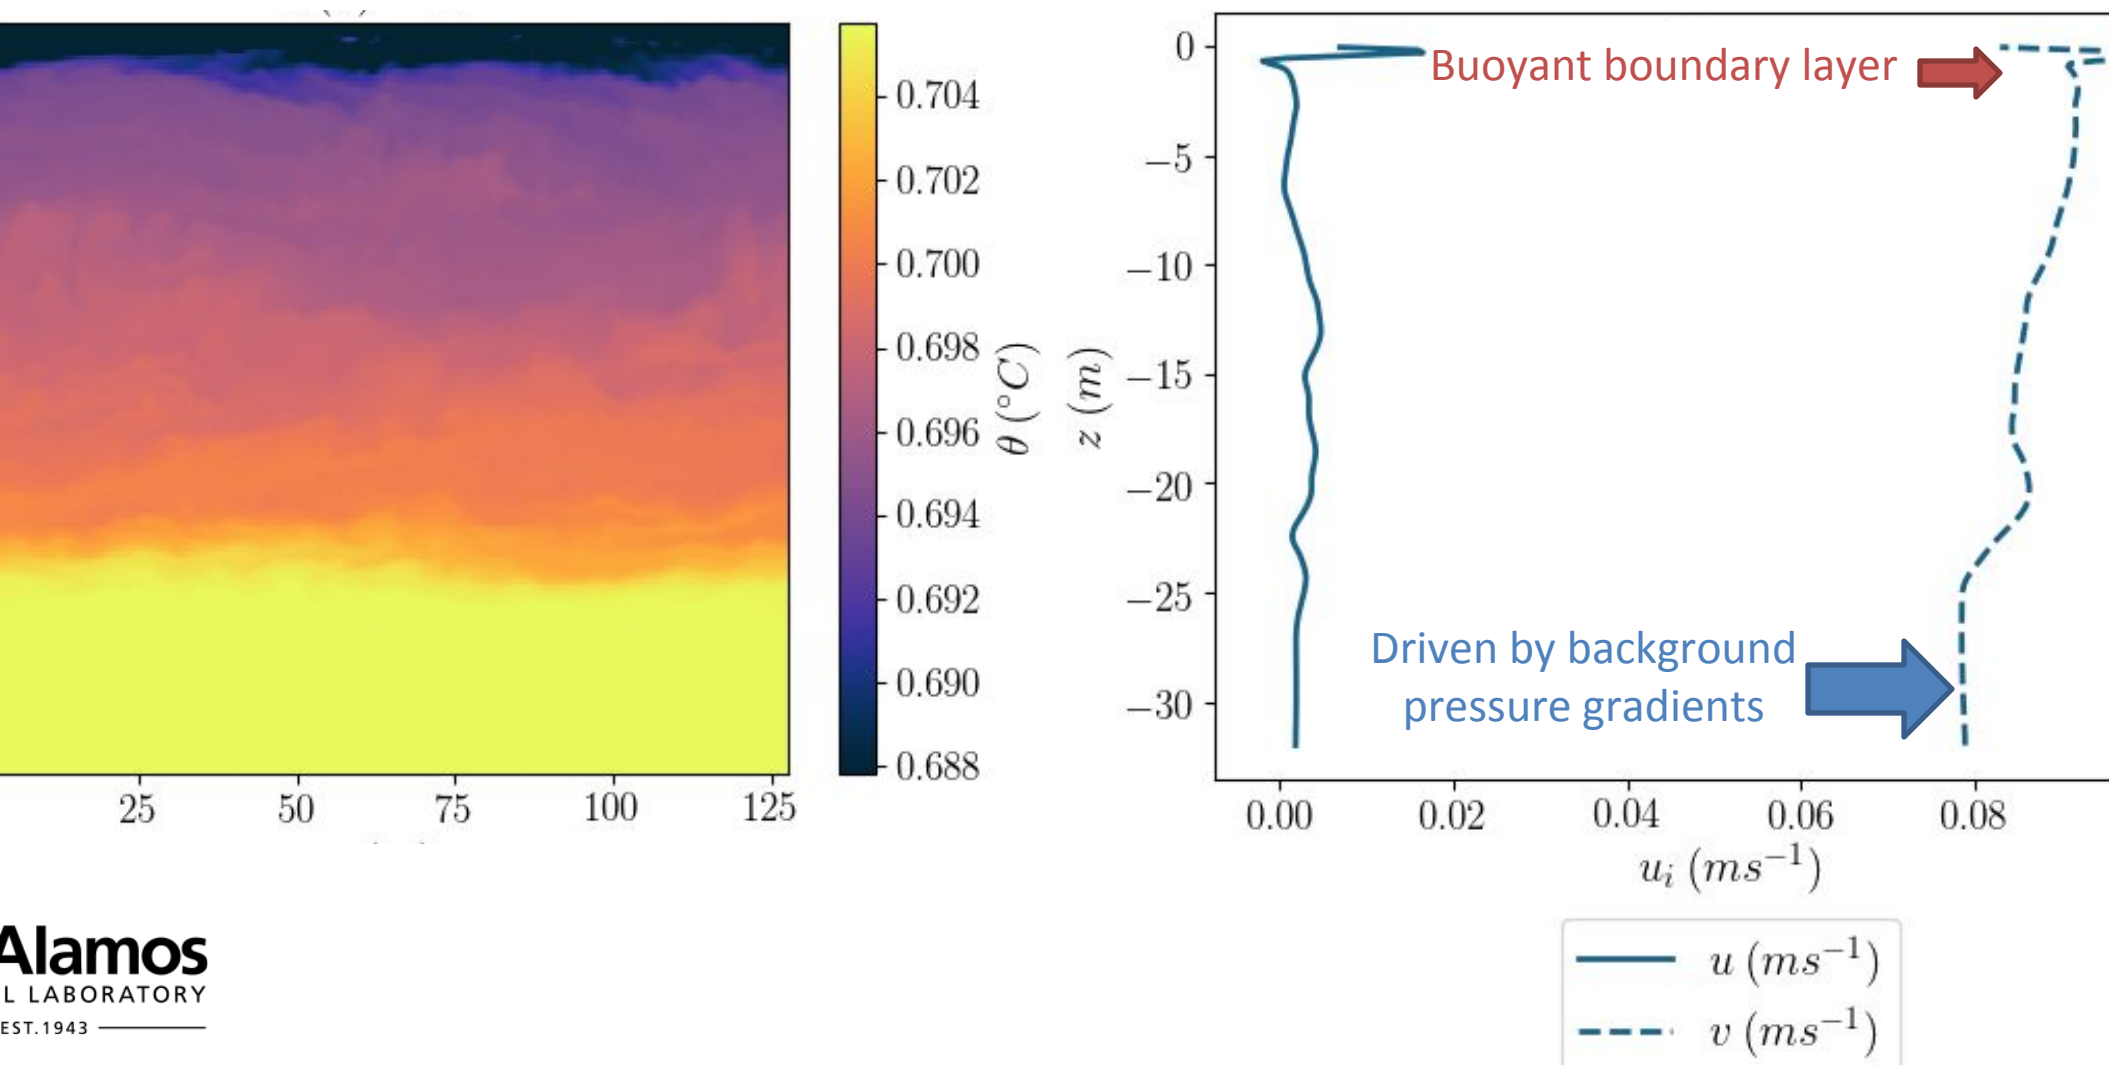 0.704
0.702
0.700
0.698
0.696
0.694
0.692
0.690
0.688
θ (°C)
25
50
75
100
125
z (m)
0
−5
−10
−15
−20
−25
−30
Buoyant boundary layer
Driven by background
pressure gradients
0.00
0.02
0.04
0.06
0.08
u_i (ms⁻¹)
u (ms⁻¹)
v (ms⁻¹)
Alamos
L LABORATORY
EST.1943